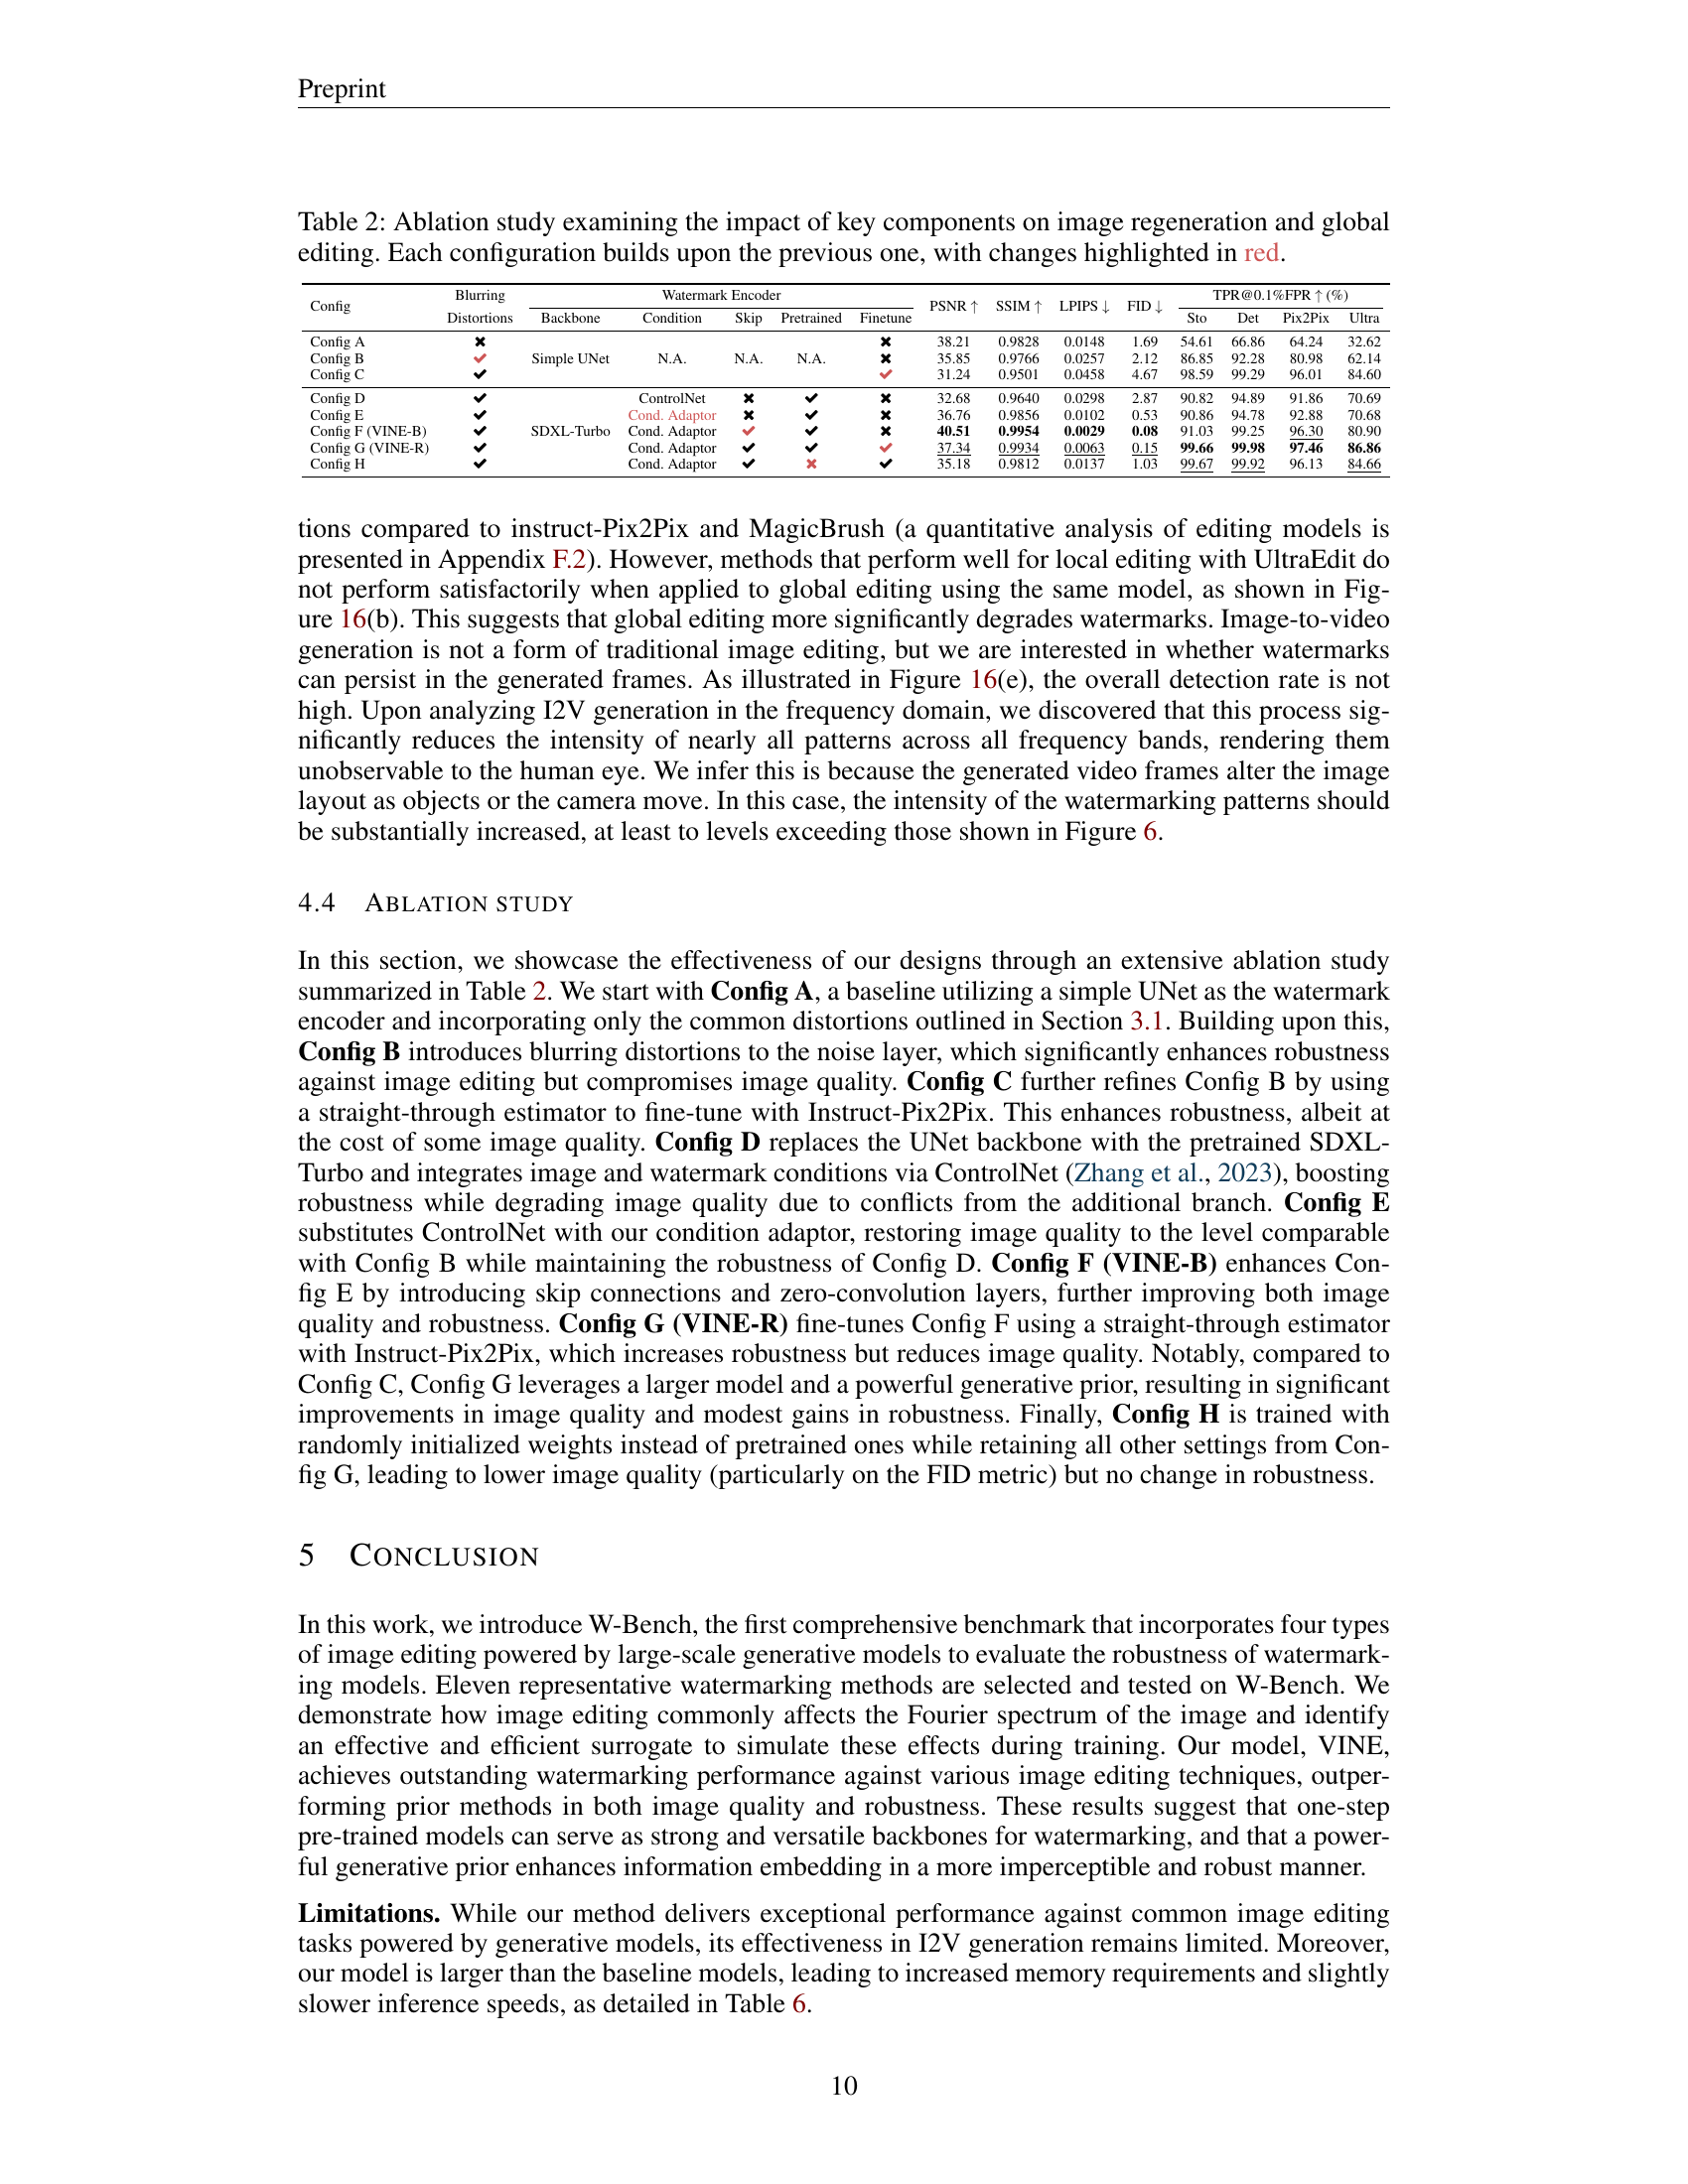 Preprint
Table 2: Ablation study examining the impact of key components on image regeneration and global
editing. Each configuration builds upon the previous one, with changes highlighted in red.
Config Blurring Distortions Watermark Encoder PSNR ↑ SSIM ↑ LPIPS ↓ FID ↓ TPR@0.1%FPR ↑ (%)
Backbone Condition Skip Pretrained Finetune Sto Det Pix2Pix Ultra
Config A ✖ ✖ 38.21 0.9828 0.0148 1.69 54.61 66.86 64.24 32.62
Config B ✔ Simple UNet N.A. N.A. N.A. ✖ 35.85 0.9766 0.0257 2.12 86.85 92.28 80.98 62.14
Config C ✔ ✔ 31.24 0.9501 0.0458 4.67 98.59 99.29 96.01 84.60
Config D ✔ ControlNet ✖ ✔ ✖ 32.68 0.9640 0.0298 2.87 90.82 94.89 91.86 70.69
Config E ✔ Cond. Adaptor ✖ ✔ ✖ 36.76 0.9856 0.0102 0.53 90.86 94.78 92.88 70.68
Config F (VINE-B) ✔ SDXL-Turbo Cond. Adaptor ✔ ✔ ✖ 40.51 0.9954 0.0029 0.08 91.03 99.25 96.30 80.90
Config G (VINE-R) ✔ Cond. Adaptor ✔ ✔ ✔ 37.34 0.9934 0.0063 0.15 99.66 99.98 97.46 86.86
Config H ✔ Cond. Adaptor ✔ ✖ ✔ 35.18 0.9812 0.0137 1.03 99.67 99.92 96.13 84.66
tions compared to instruct-Pix2Pix and MagicBrush (a quantitative analysis of editing models is
presented in Appendix F.2). However, methods that perform well for local editing with UltraEdit do
not perform satisfactorily when applied to global editing using the same model, as shown in Fig-
ure 16(b). This suggests that global editing more significantly degrades watermarks. Image-to-video
generation is not a form of traditional image editing, but we are interested in whether watermarks
can persist in the generated frames. As illustrated in Figure 16(e), the overall detection rate is not
high. Upon analyzing I2V generation in the frequency domain, we discovered that this process sig-
nificantly reduces the intensity of nearly all patterns across all frequency bands, rendering them
unobservable to the human eye. We infer this is because the generated video frames alter the image
layout as objects or the camera move. In this case, the intensity of the watermarking patterns should
be substantially increased, at least to levels exceeding those shown in Figure 6.
4.4 ABLATION STUDY
In this section, we showcase the effectiveness of our designs through an extensive ablation study
summarized in Table 2. We start with Config A, a baseline utilizing a simple UNet as the watermark
encoder and incorporating only the common distortions outlined in Section 3.1. Building upon this,
Config B introduces blurring distortions to the noise layer, which significantly enhances robustness
against image editing but compromises image quality. Config C further refines Config B by using
a straight-through estimator to fine-tune with Instruct-Pix2Pix. This enhances robustness, albeit at
the cost of some image quality. Config D replaces the UNet backbone with the pretrained SDXL-
Turbo and integrates image and watermark conditions via ControlNet (Zhang et al., 2023), boosting
robustness while degrading image quality due to conflicts from the additional branch. Config E
substitutes ControlNet with our condition adaptor, restoring image quality to the level comparable
with Config B while maintaining the robustness of Config D. Config F (VINE-B) enhances Con-
fig E by introducing skip connections and zero-convolution layers, further improving both image
quality and robustness. Config G (VINE-R) fine-tunes Config F using a straight-through estimator
with Instruct-Pix2Pix, which increases robustness but reduces image quality. Notably, compared to
Config C, Config G leverages a larger model and a powerful generative prior, resulting in significant
improvements in image quality and modest gains in robustness. Finally, Config H is trained with
randomly initialized weights instead of pretrained ones while retaining all other settings from Con-
fig G, leading to lower image quality (particularly on the FID metric) but no change in robustness.
5 CONCLUSION
In this work, we introduce W-Bench, the first comprehensive benchmark that incorporates four types
of image editing powered by large-scale generative models to evaluate the robustness of watermark-
ing models. Eleven representative watermarking methods are selected and tested on W-Bench. We
demonstrate how image editing commonly affects the Fourier spectrum of the image and identify
an effective and efficient surrogate to simulate these effects during training. Our model, VINE,
achieves outstanding watermarking performance against various image editing techniques, outper-
forming prior methods in both image quality and robustness. These results suggest that one-step
pre-trained models can serve as strong and versatile backbones for watermarking, and that a power-
ful generative prior enhances information embedding in a more imperceptible and robust manner.
Limitations. While our method delivers exceptional performance against common image editing
tasks powered by generative models, its effectiveness in I2V generation remains limited. Moreover,
our model is larger than the baseline models, leading to increased memory requirements and slightly
slower inference speeds, as detailed in Table 6.
10